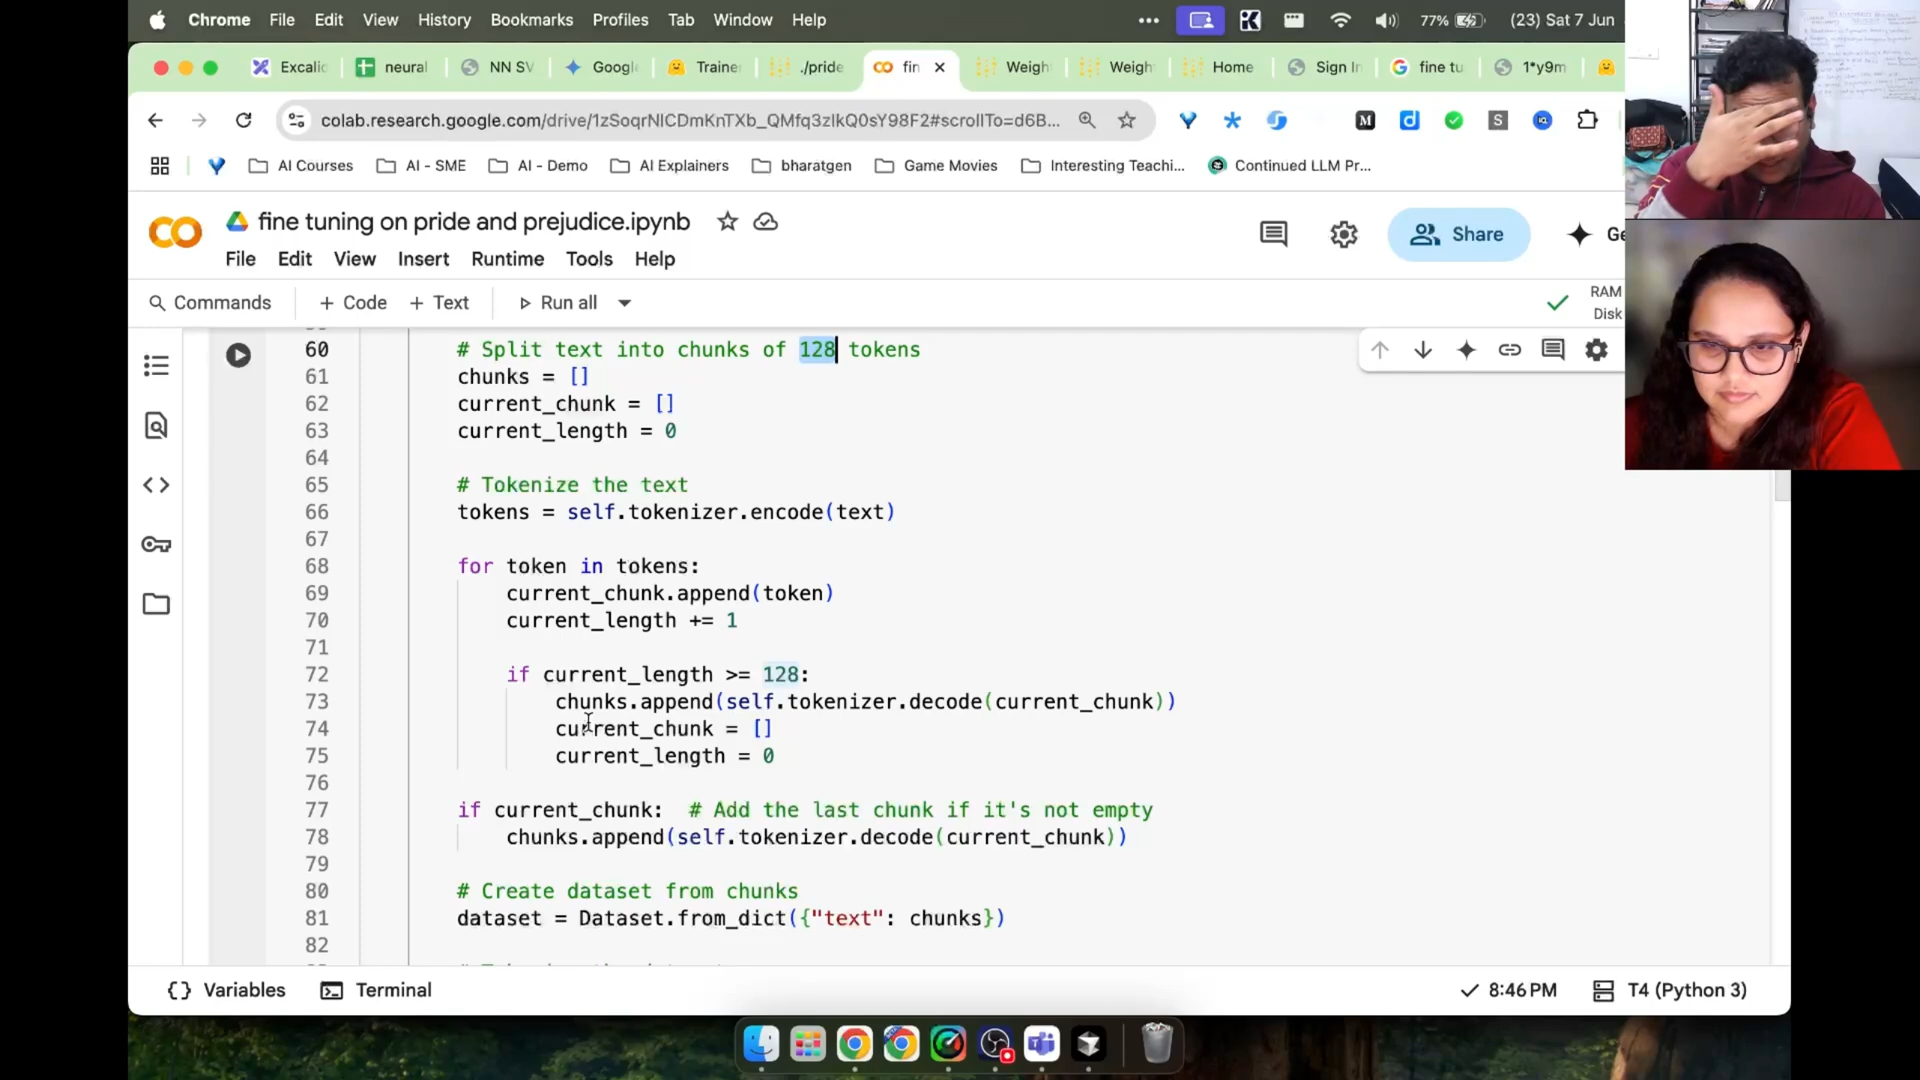 Chrome File Edit View History Bookmarks Profiles Tab Window Help
77% (23) Sat 7 Jun
Excalid neural NN SV Google Trainer ./pride fin Weigh Weigh Home Sign In fine tu 1*y9m
colab.research.google.com/drive/1zSoqrNlCDmKnTXb_QMfq3zlkQ0sY98F2#scrollTo=d6B...
AI Courses AI - SME AI - Demo AI Explainers bharatgen Game Movies Interesting Teachi... Continued LLM Pr...
fine tuning on pride and prejudice.ipynb
Share Ge
File Edit View Insert Runtime Tools Help
Commands + Code + Text Run all
RAM
Disk
60 # Split text into chunks of 128 tokens
61 chunks = []
62 current_chunk = []
63 current_length = 0
64
65 # Tokenize the text
66 tokens = self.tokenizer.encode(text)
67
68 for token in tokens:
69 current_chunk.append(token)
70 current_length += 1
71
72 if current_length >= 128:
73 chunks.append(self.tokenizer.decode(current_chunk))
74 current_chunk = []
75 current_length = 0
76
77 if current_chunk: # Add the last chunk if it's not empty
78 chunks.append(self.tokenizer.decode(current_chunk))
79
80 # Create dataset from chunks
81 dataset = Dataset.from_dict({"text": chunks})
82
Variables Terminal 8:46 PM T4 (Python 3)